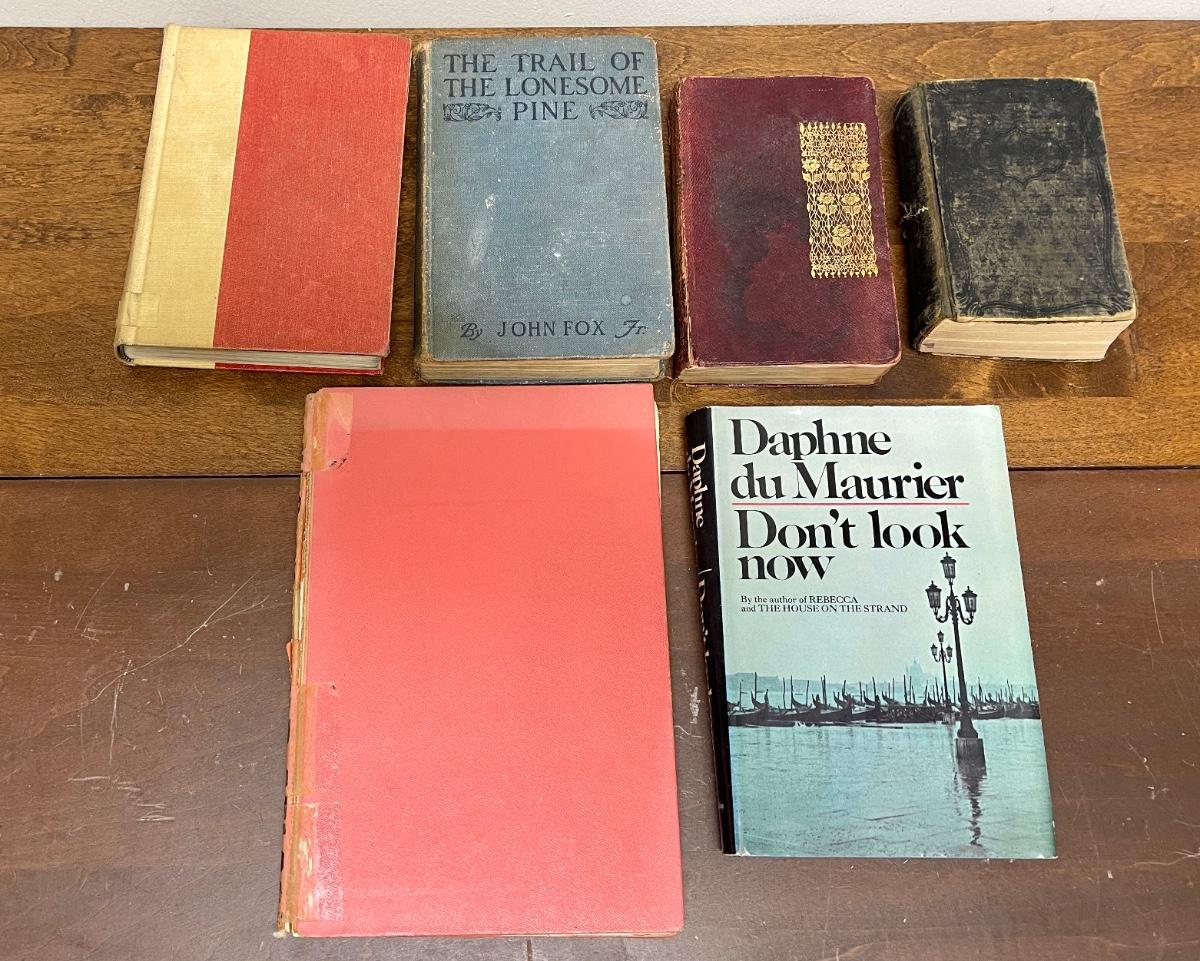 THE TRAIL OF
THE LONESOME
PINE
By JOHN FOX Jr.
Daphne
Daphne
du Maurier
Don't look
now
By the author of REBECCA
and THE HOUSE ON THE STRAND